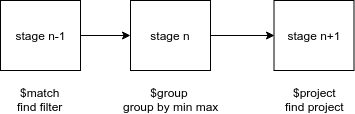 stage n-1
stage n
stage n+1
$match
find filter
$group
group by min max
$project
find project